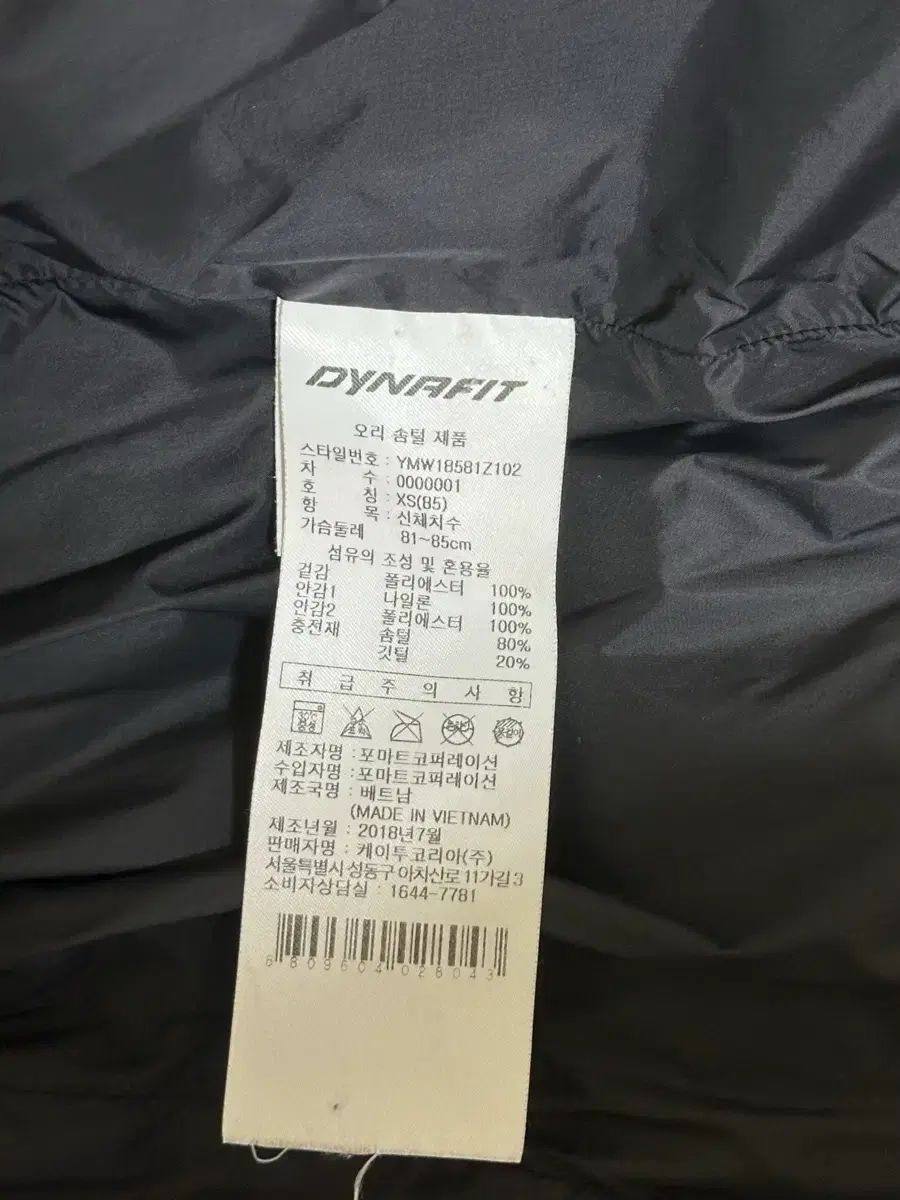 DYNAFIT
오리 솜털 제품
스타일번호 : YMW18581Z102
차 수 : 0000001
호 칭 : XS(85)
항 목 : 신체치수
가슴둘레 81~85cm
섬유의 조성 및 혼용율
겉감 폴리에스터 100%
안감1 나일론 100%
안감2 폴리에스터 100%
충전재 솜털 80%
깃털 20%
취 급 주 의 사 항
제조자명 : 포마트코퍼레이션
수입자명 : 포마트코퍼레이션
제조국명 : 베트남
(MADE IN VIETNAM)
제조년월 : 2018년7월
판매자명 : 케이투코리아(주)
서울특별시 성동구 아차산로 11가길 3
소비자상담실 : 1644-7781
8809604028043